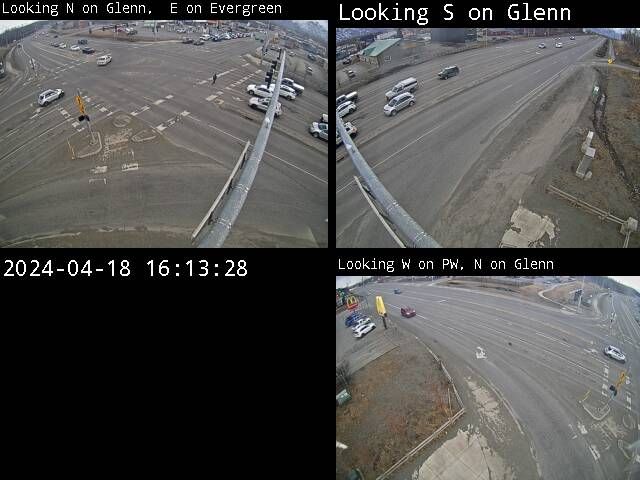 Looking N on Glenn,  E on Evergreen
Looking S on Glenn
2024-04-18 16:13:28
Looking W on PW, N on Glenn